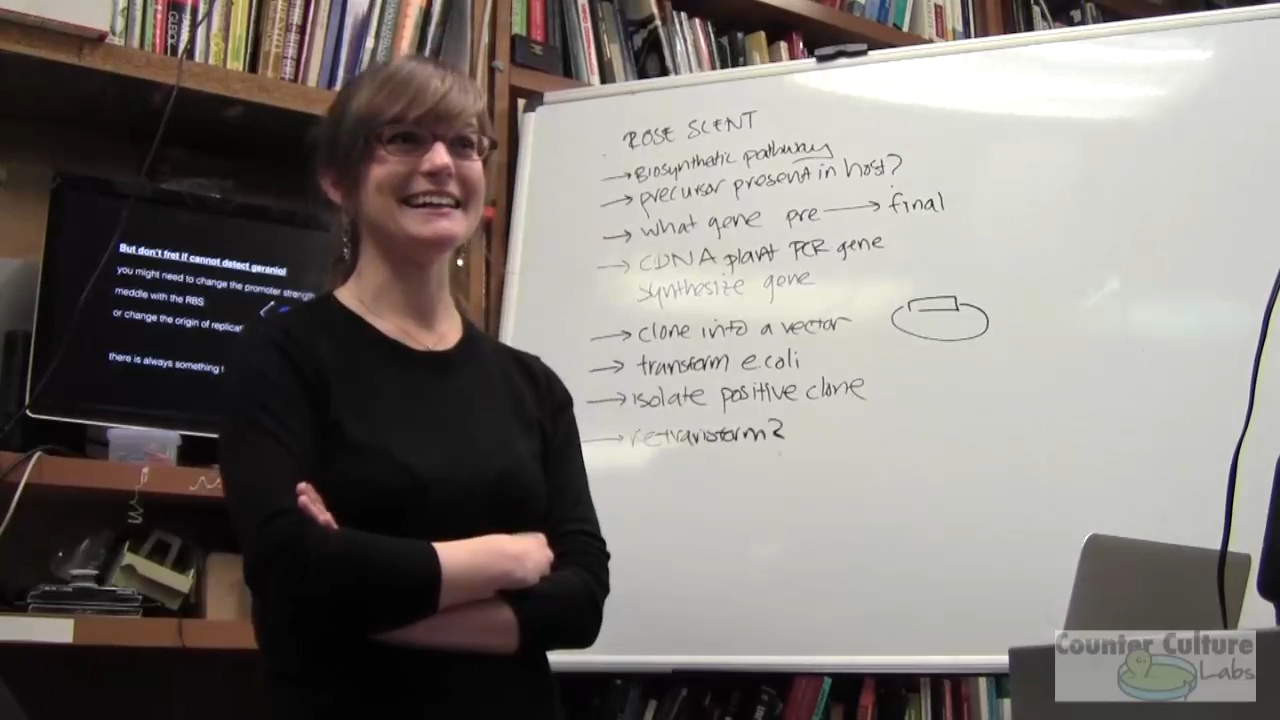 But don't fret if cannot detect geraniol
you might need to change the promoter strength
meddle with the RBS
or change the origin of replicat
there is always something t
ROSE SCENT
→ Biosynthetic pathway
→ precursor present in host?
→ what gene pre → final
→ CDNA plant PCR gene
synthesize gene
→ clone into a vector
→ transform e.coli
→ isolate positive clone
→ retransform?
Counter Culture
Labs